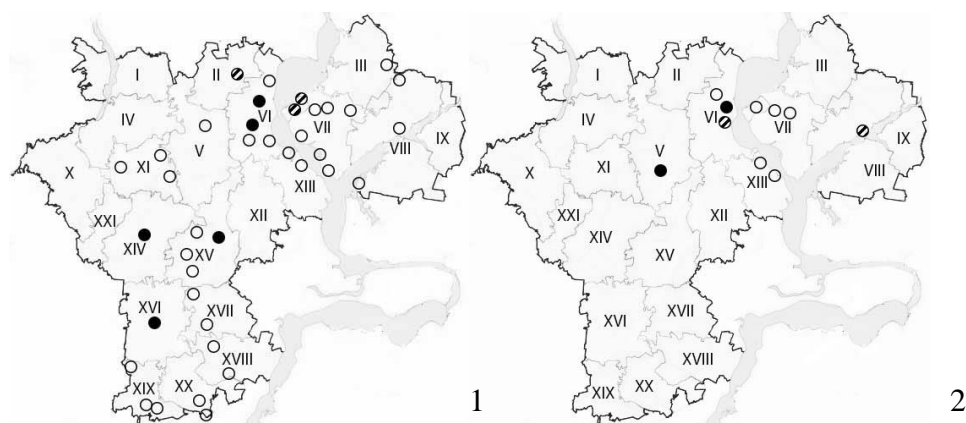 I II III
IV V VI VII VIII IX
X XI XII XIII
XXI XIV XV
XVI XVII
XVIII
XIX XX
1
I II III
IV V VI VII VIII IX
X XI XII XIII
XXI XIV XV
XVI XVII
XVIII
XIX XX
2